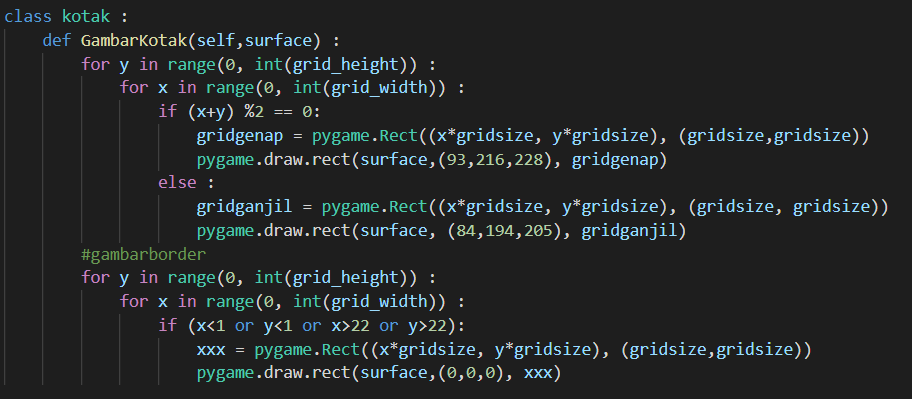 class kotak :
    def GambarKotak(self,surface) :
        for y in range(0, int(grid_height)) :
            for x in range(0, int(grid_width)) :
                if (x+y) %2 == 0:
                    gridgenap = pygame.Rect((x*gridsize, y*gridsize), (gridsize,gridsize))
                    pygame.draw.rect(surface,(93,216,228), gridgenap)
                else :
                    gridganjil = pygame.Rect((x*gridsize, y*gridsize), (gridsize, gridsize))
                    pygame.draw.rect(surface, (84,194,205), gridganjil)
        #gambarborder
        for y in range(0, int(grid_height)) :
            for x in range(0, int(grid_width)) :
                if (x<1 or y<1 or x>22 or y>22):
                    xxx = pygame.Rect((x*gridsize, y*gridsize), (gridsize,gridsize))
                    pygame.draw.rect(surface,(0,0,0), xxx)